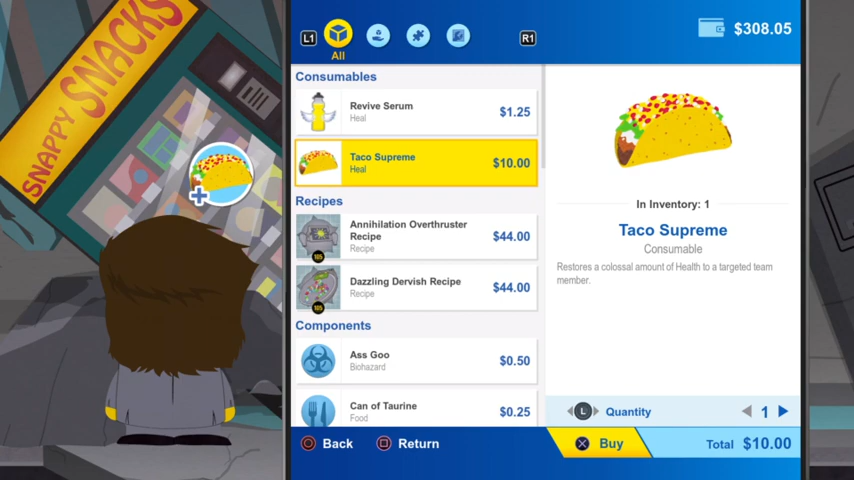 SNAPPY SNACKS
L1
R1
All
$308.05
Consumables
Revive Serum
Heal
$1.25
Taco Supreme
Heal
$10.00
Recipes
Annihilation Overthruster
Recipe
Recipe
$44.00
105
Dazzling Dervish Recipe
Recipe
$44.00
105
Components
Ass Goo
Biohazard
$0.50
Can of Taurine
Food
$0.25
In Inventory: 1
Taco Supreme
Consumable
Restores a colossal amount of Health to a targeted team
member.
L Quantity 1
Back Return Buy Total $10.00